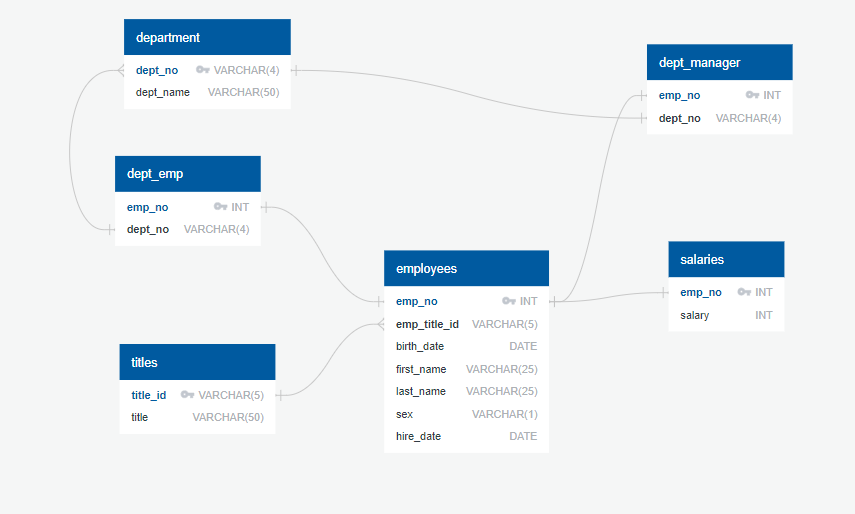 department
dept_no VARCHAR(4)
dept_name VARCHAR(50)
dept_manager
emp_no INT
dept_no VARCHAR(4)
dept_emp
emp_no INT
dept_no VARCHAR(4)
employees
emp_no INT
emp_title_id VARCHAR(5)
birth_date DATE
first_name VARCHAR(25)
last_name VARCHAR(25)
sex VARCHAR(1)
hire_date DATE
salaries
emp_no INT
salary INT
titles
title_id VARCHAR(5)
title VARCHAR(50)